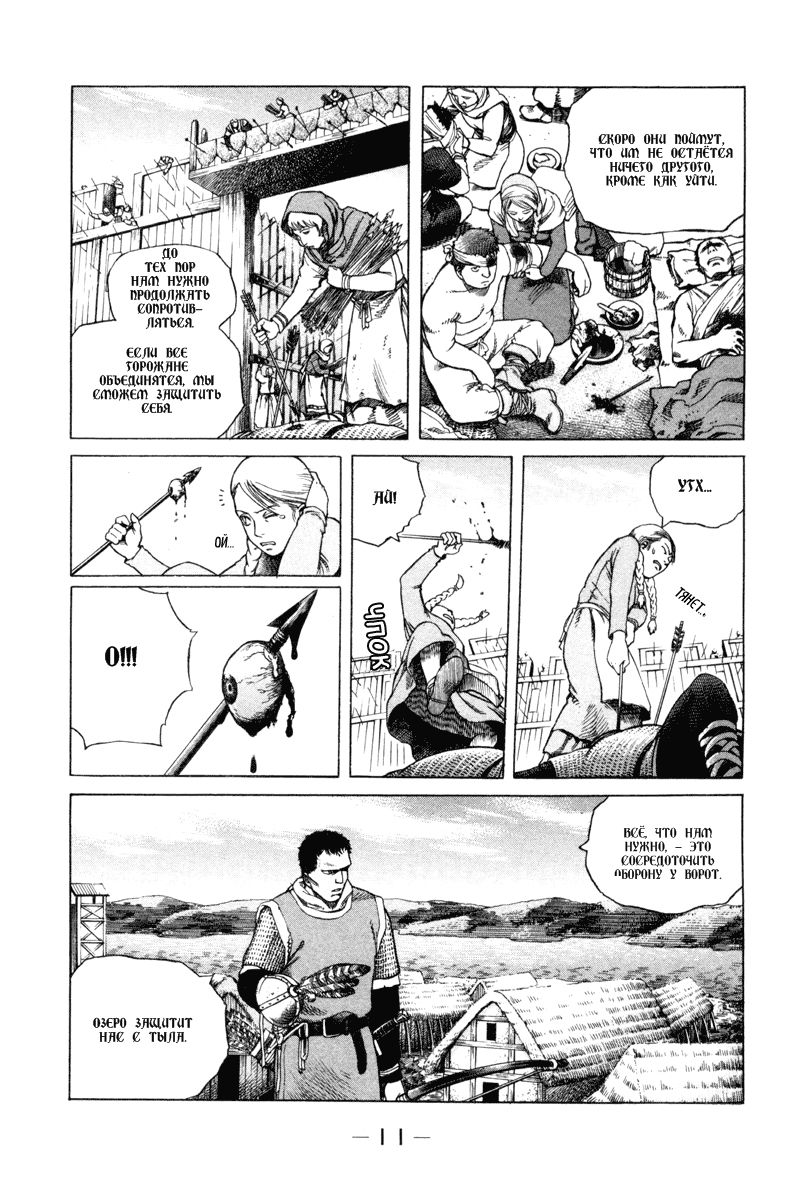 СКОРО ОНИ ПОЙМУТ,
ЧТО ИМ НЕ ОСТАЁТСЯ
НИЧЕГО ДРУГОГО,
КРОМЕ КАК УЙТИ.
ДО
ТЕХ ПОР
НАМ НУЖНО
ПРОДОЛЖАТЬ
СОПРОТИВ-
ЛЯТЬСЯ.
ЕСЛИ ВСЕ
ГОРОЖАНЕ
ОБЪЕДИНЯТСЯ, МЫ
СМОЖЕМ ЗАЩИТИТЬ
СЕБЯ.
УГХ...
ТЯНЕТ...
АЙ!
ЧПОК
ОЙ...
О!!!
ВСЁ, ЧТО НАМ
НУЖНО, - ЭТО
СОСРЕДОТОЧИТЬ
ОБОРОНУ У ВОРОТ.
ОЗЕРО ЗАЩИТИТ
НАС С ТЫЛА.
— 11 —